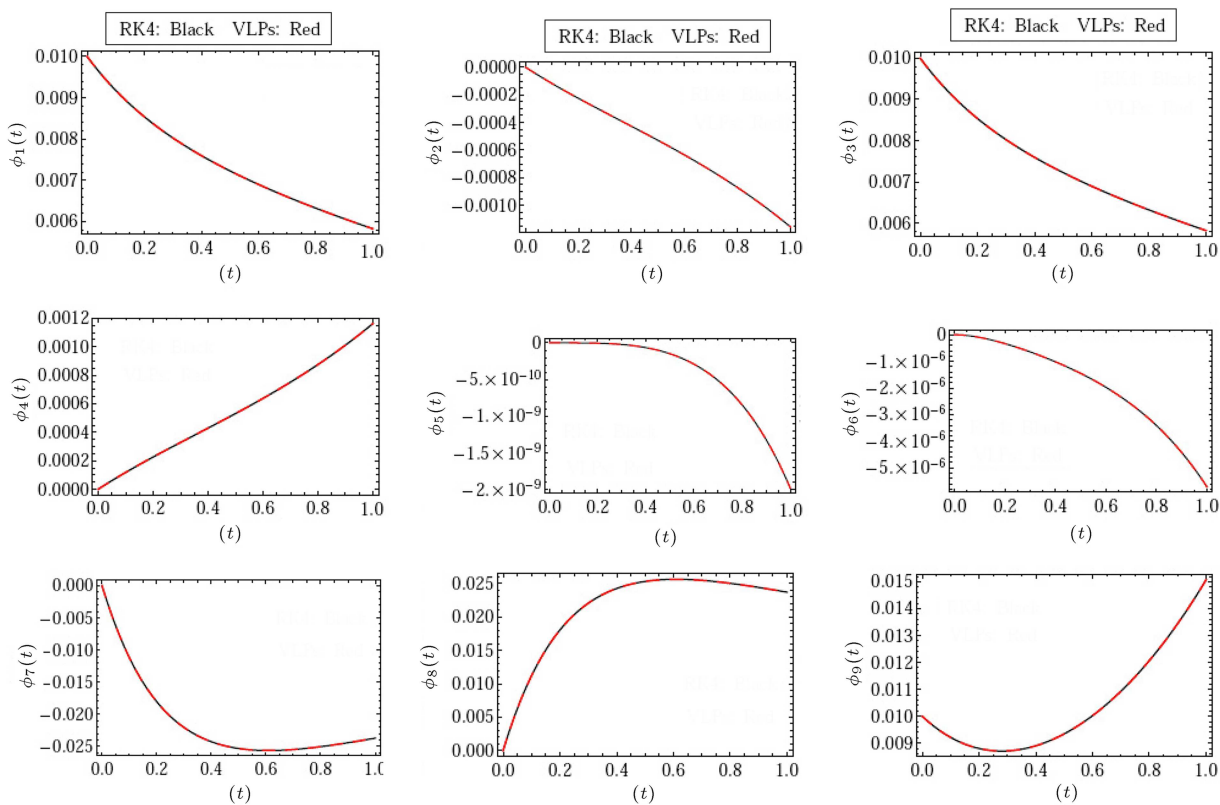 RK4: Black VLPs: Red
ϕ1(t)
0.010
0.009
0.008
0.007
0.006
0.0 0.2 0.4 0.6 0.8 1.0
(t)
RK4: Black VLPs: Red
ϕ2(t)
0.0000
−0.0002
−0.0004
−0.0006
−0.0008
−0.0010
0.0 0.2 0.4 0.6 0.8 1.0
(t)
RK4: Black VLPs: Red
ϕ3(t)
0.010
0.009
0.008
0.007
0.006
0.0 0.2 0.4 0.6 0.8 1.0
(t)
ϕ4(t)
0.0012
0.0010
0.0008
0.0006
0.0004
0.0002
0.0000
0.0 0.2 0.4 0.6 0.8 1.0
(t)
ϕ5(t)
0
−5.×10−10
−1.×10−9
−1.5×10−9
−2.×10−9
0.0 0.2 0.4 0.6 0.8 1.0
(t)
ϕ6(t)
0
−1.×10−6
−2.×10−6
−3.×10−6
−4.×10−6
−5.×10−6
0.0 0.2 0.4 0.6 0.8 1.0
(t)
ϕ7(t)
0.000
−0.005
−0.010
−0.015
−0.020
−0.025
0.0 0.2 0.4 0.6 0.8 1.0
(t)
ϕ8(t)
0.025
0.020
0.015
0.010
0.005
0.000
0.0 0.2 0.4 0.6 0.8 1.0
(t)
ϕ9(t)
0.015
0.014
0.013
0.012
0.011
0.010
0.009
0.0 0.2 0.4 0.6 0.8 1.0
(t)